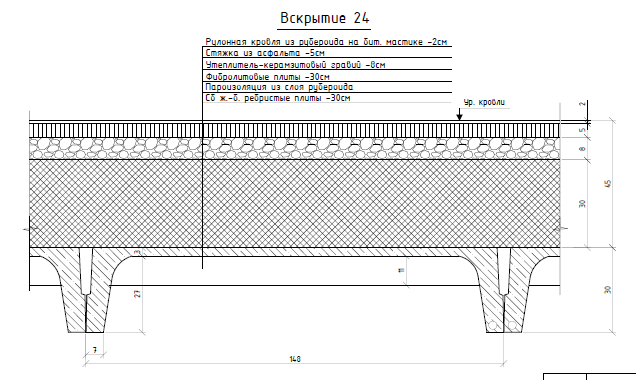 Вскрытие 24
Рулонная кровля из рубероида на бит. мастике -2см
Стяжка из асфальта -5см
Утеплитель-керамзитовый гравий -8см
Фибролитовые плиты -30см
Пароизоляция из слоя рубероида
Сб ж.-б. ребристые плиты -30см
Ур. кровли
2
5
8
45
30
3
11
27
30
7
148